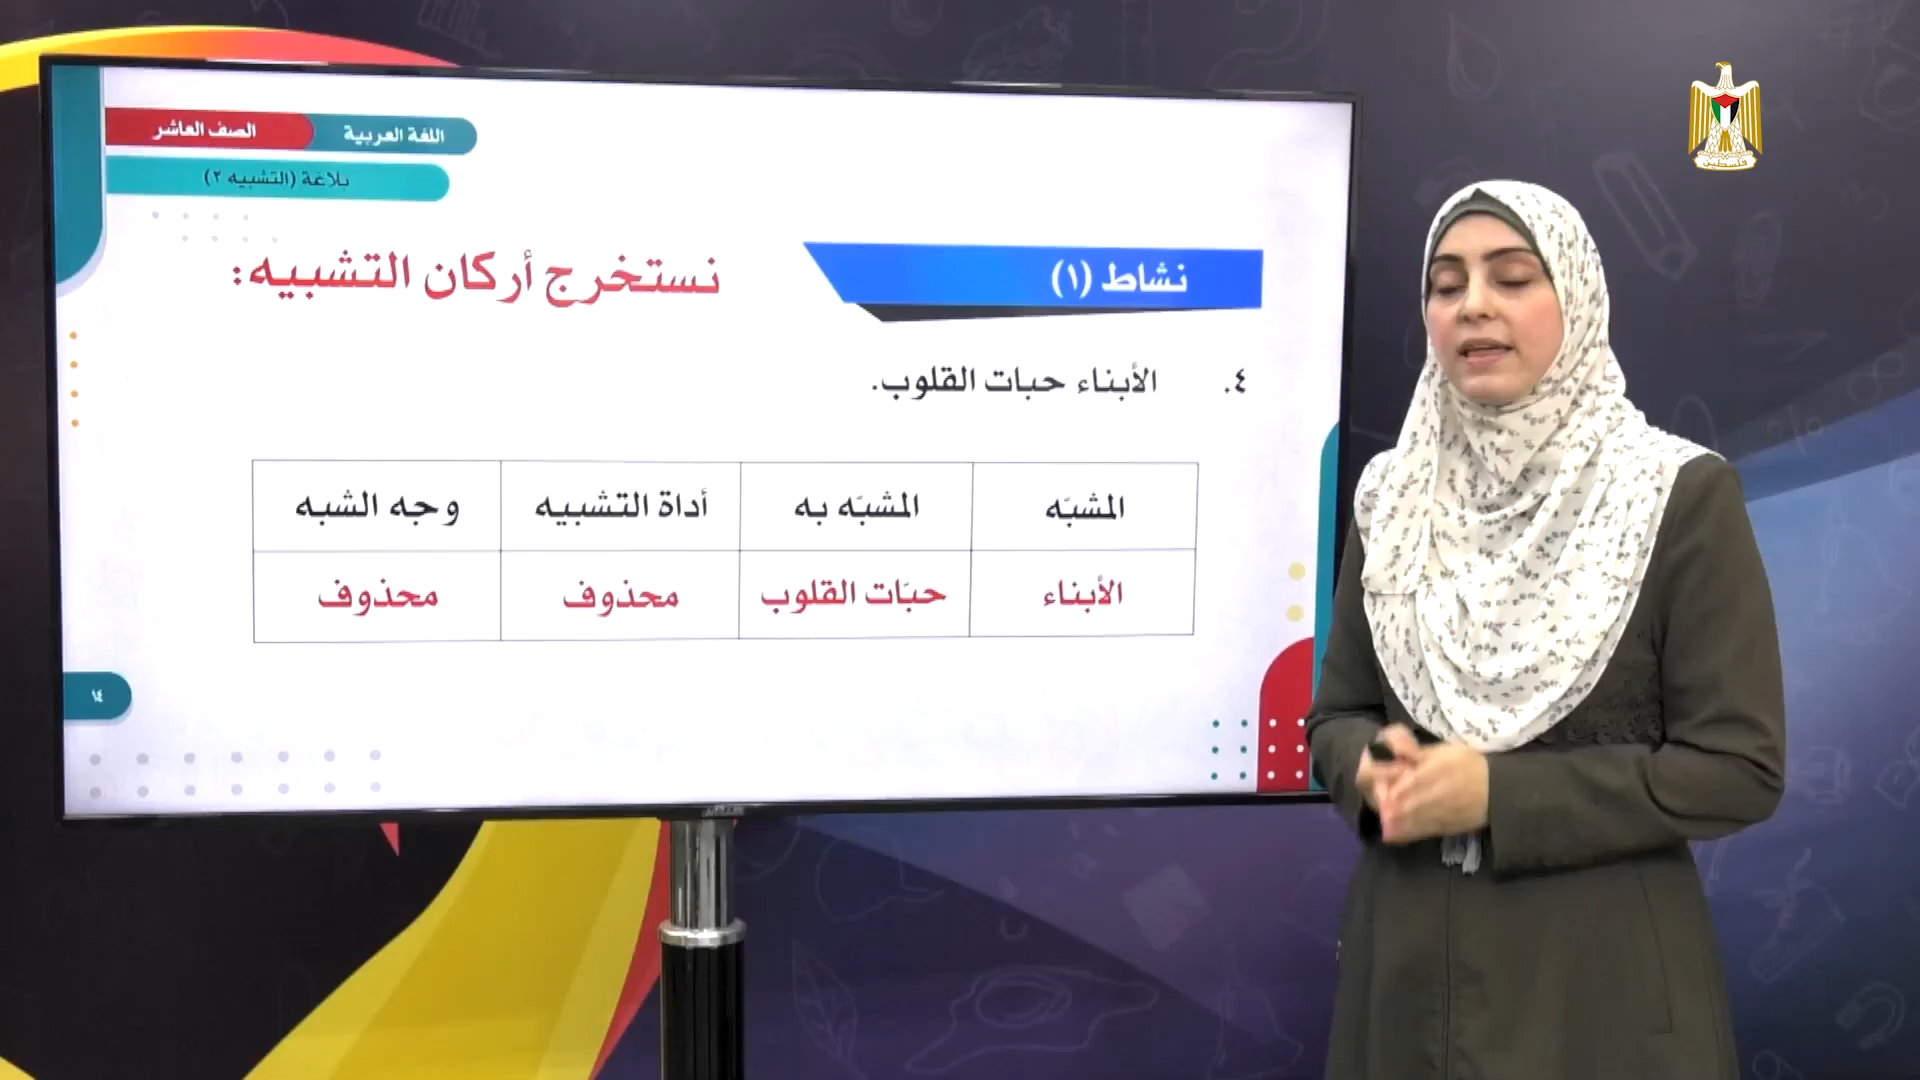 اللغة العربية الصف العاشر
بلاغة (التشبيه ٢)
نشاط (١) نستخرج أركان التشبيه:
٤. الأبناء حبات القلوب.
المشبّه المشبّه به أداة التشبيه وجه الشبه
الأبناء حبّات القلوب محذوف محذوف
١٤
فلسطين